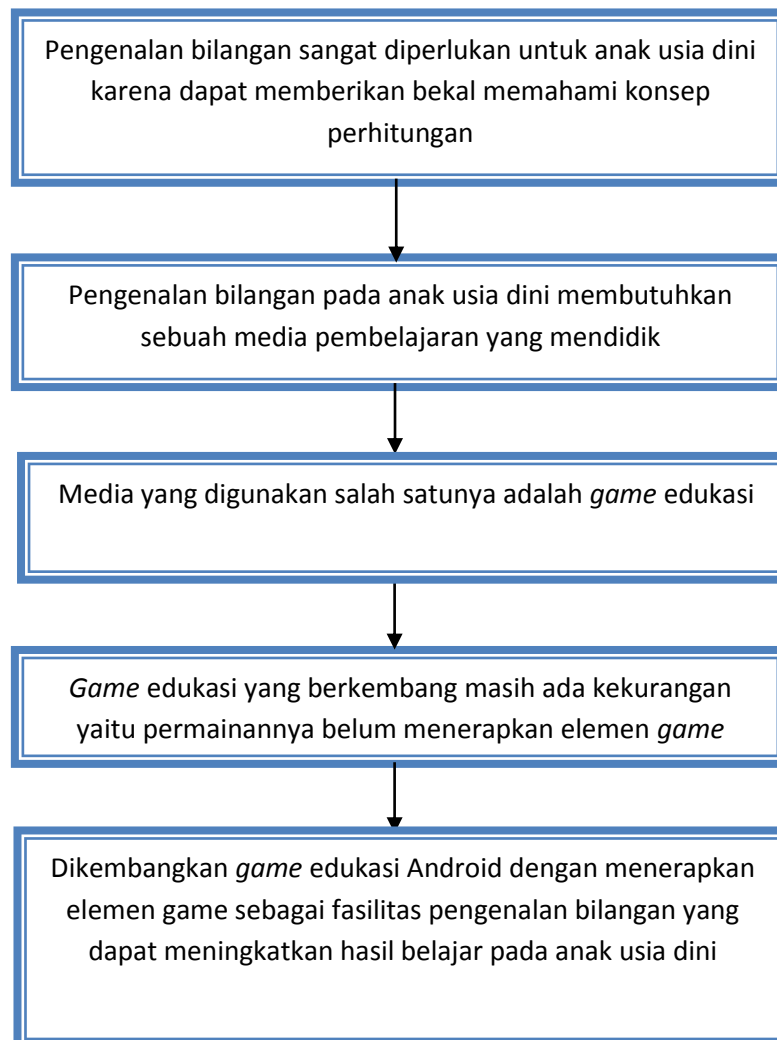 Pengenalan bilangan sangat diperlukan untuk anak usia dini
karena dapat memberikan bekal memahami konsep
perhitungan
Pengenalan bilangan pada anak usia dini membutuhkan
sebuah media pembelajaran yang mendidik
Media yang digunakan salah satunya adalah game edukasi
Game edukasi yang berkembang masih ada kekurangan
yaitu permainannya belum menerapkan elemen game
Dikembangkan game edukasi Android dengan menerapkan
elemen game sebagai fasilitas pengenalan bilangan yang
dapat meningkatkan hasil belajar pada anak usia dini